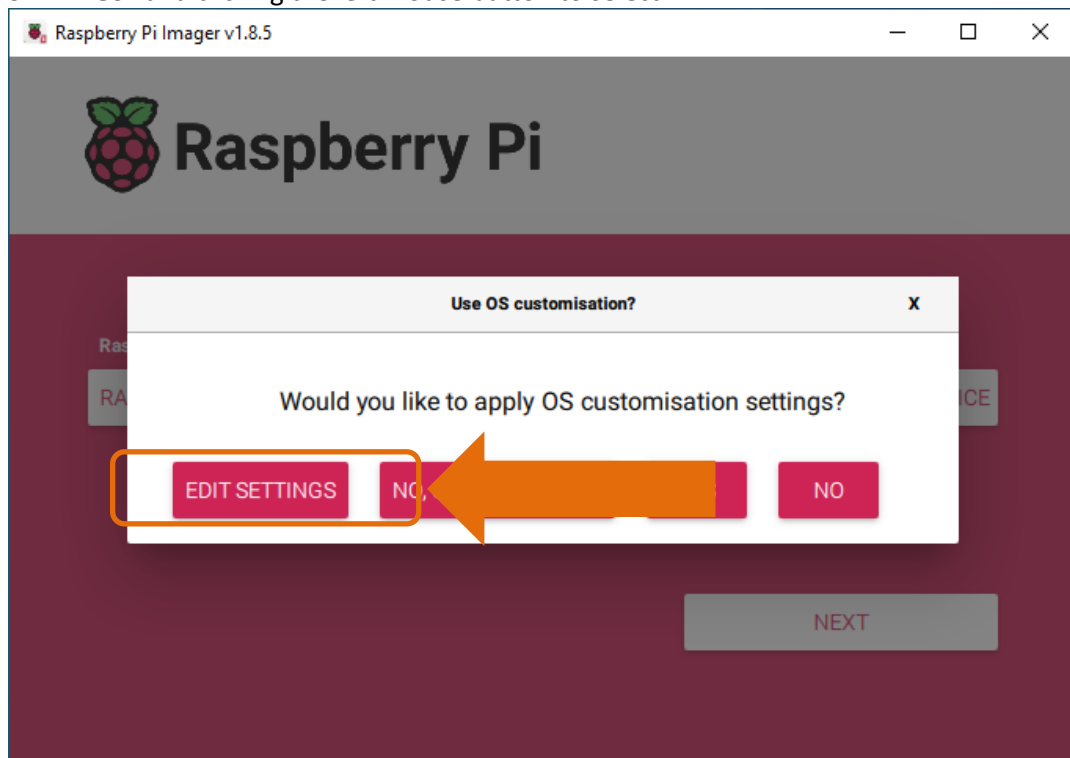 Raspberry Pi Imager v1.8.5
Raspberry Pi
Use OS customisation?
X
Would you like to apply OS customisation settings?
EDIT SETTINGS
NO,
NO
NEXT